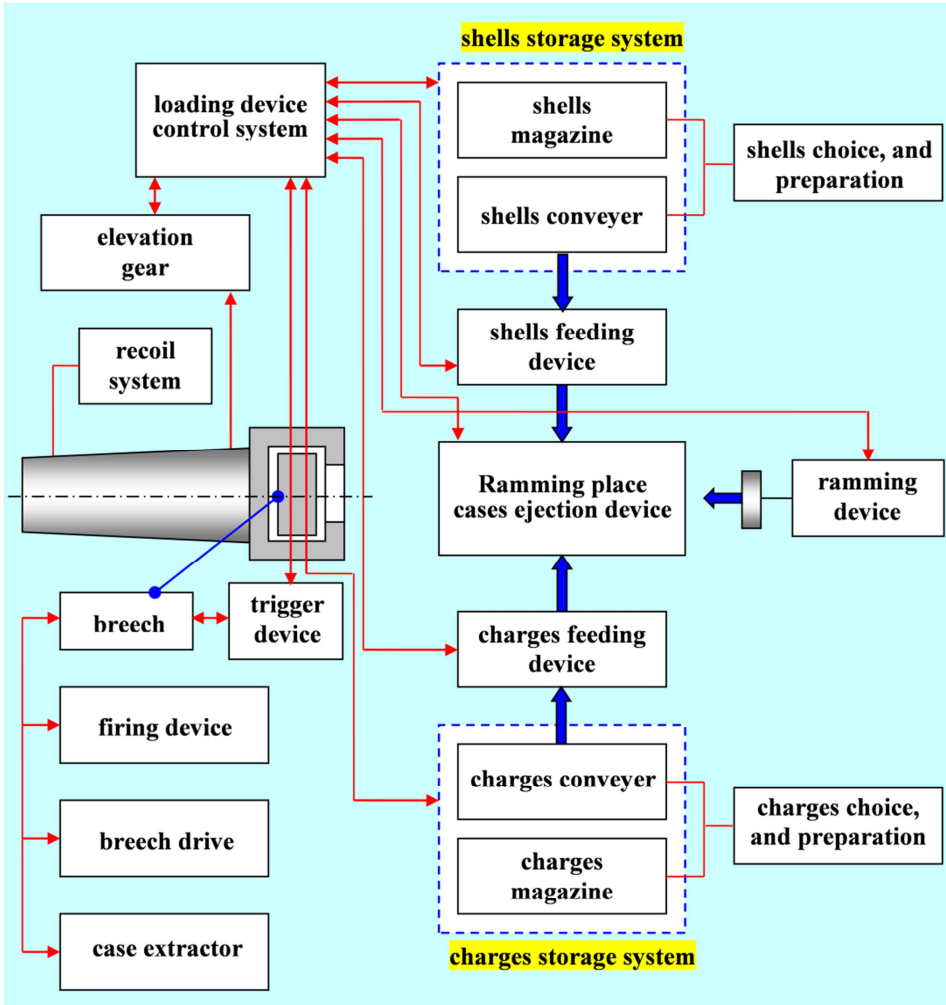 shells storage system
loading device
control system
shells
magazine
shells choice, and
preparation
shells conveyer
elevation
gear
recoil
system
shells feeding
device
Ramming place
cases ejection device
ramming
device
breech
trigger
device
charges feeding
device
firing device
charges conveyer
breech drive
charges choice,
and preparation
charges
magazine
case extractor
charges storage system